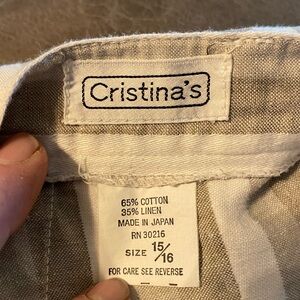 Cristina's
65% COTTON
35% LINEN
MADE IN JAPAN
RN 30216
SIZE 15/16
FOR CARE SEE REVERSE